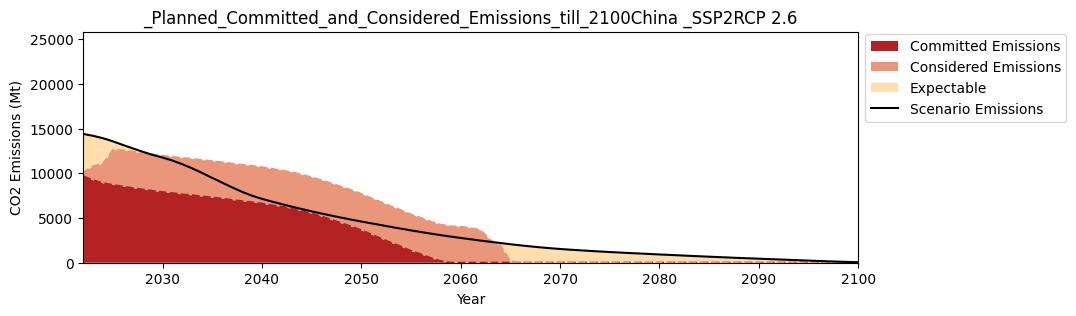 _Planned_Committed_and_Considered_Emissions_till_2100China _SSP2RCP 2.6
25000
20000
15000
10000
5000
0
CO2 Emissions (Mt)
2030 2040 2050 2060 2070 2080 2090 2100
Year
Committed Emissions
Considered Emissions
Expectable
Scenario Emissions